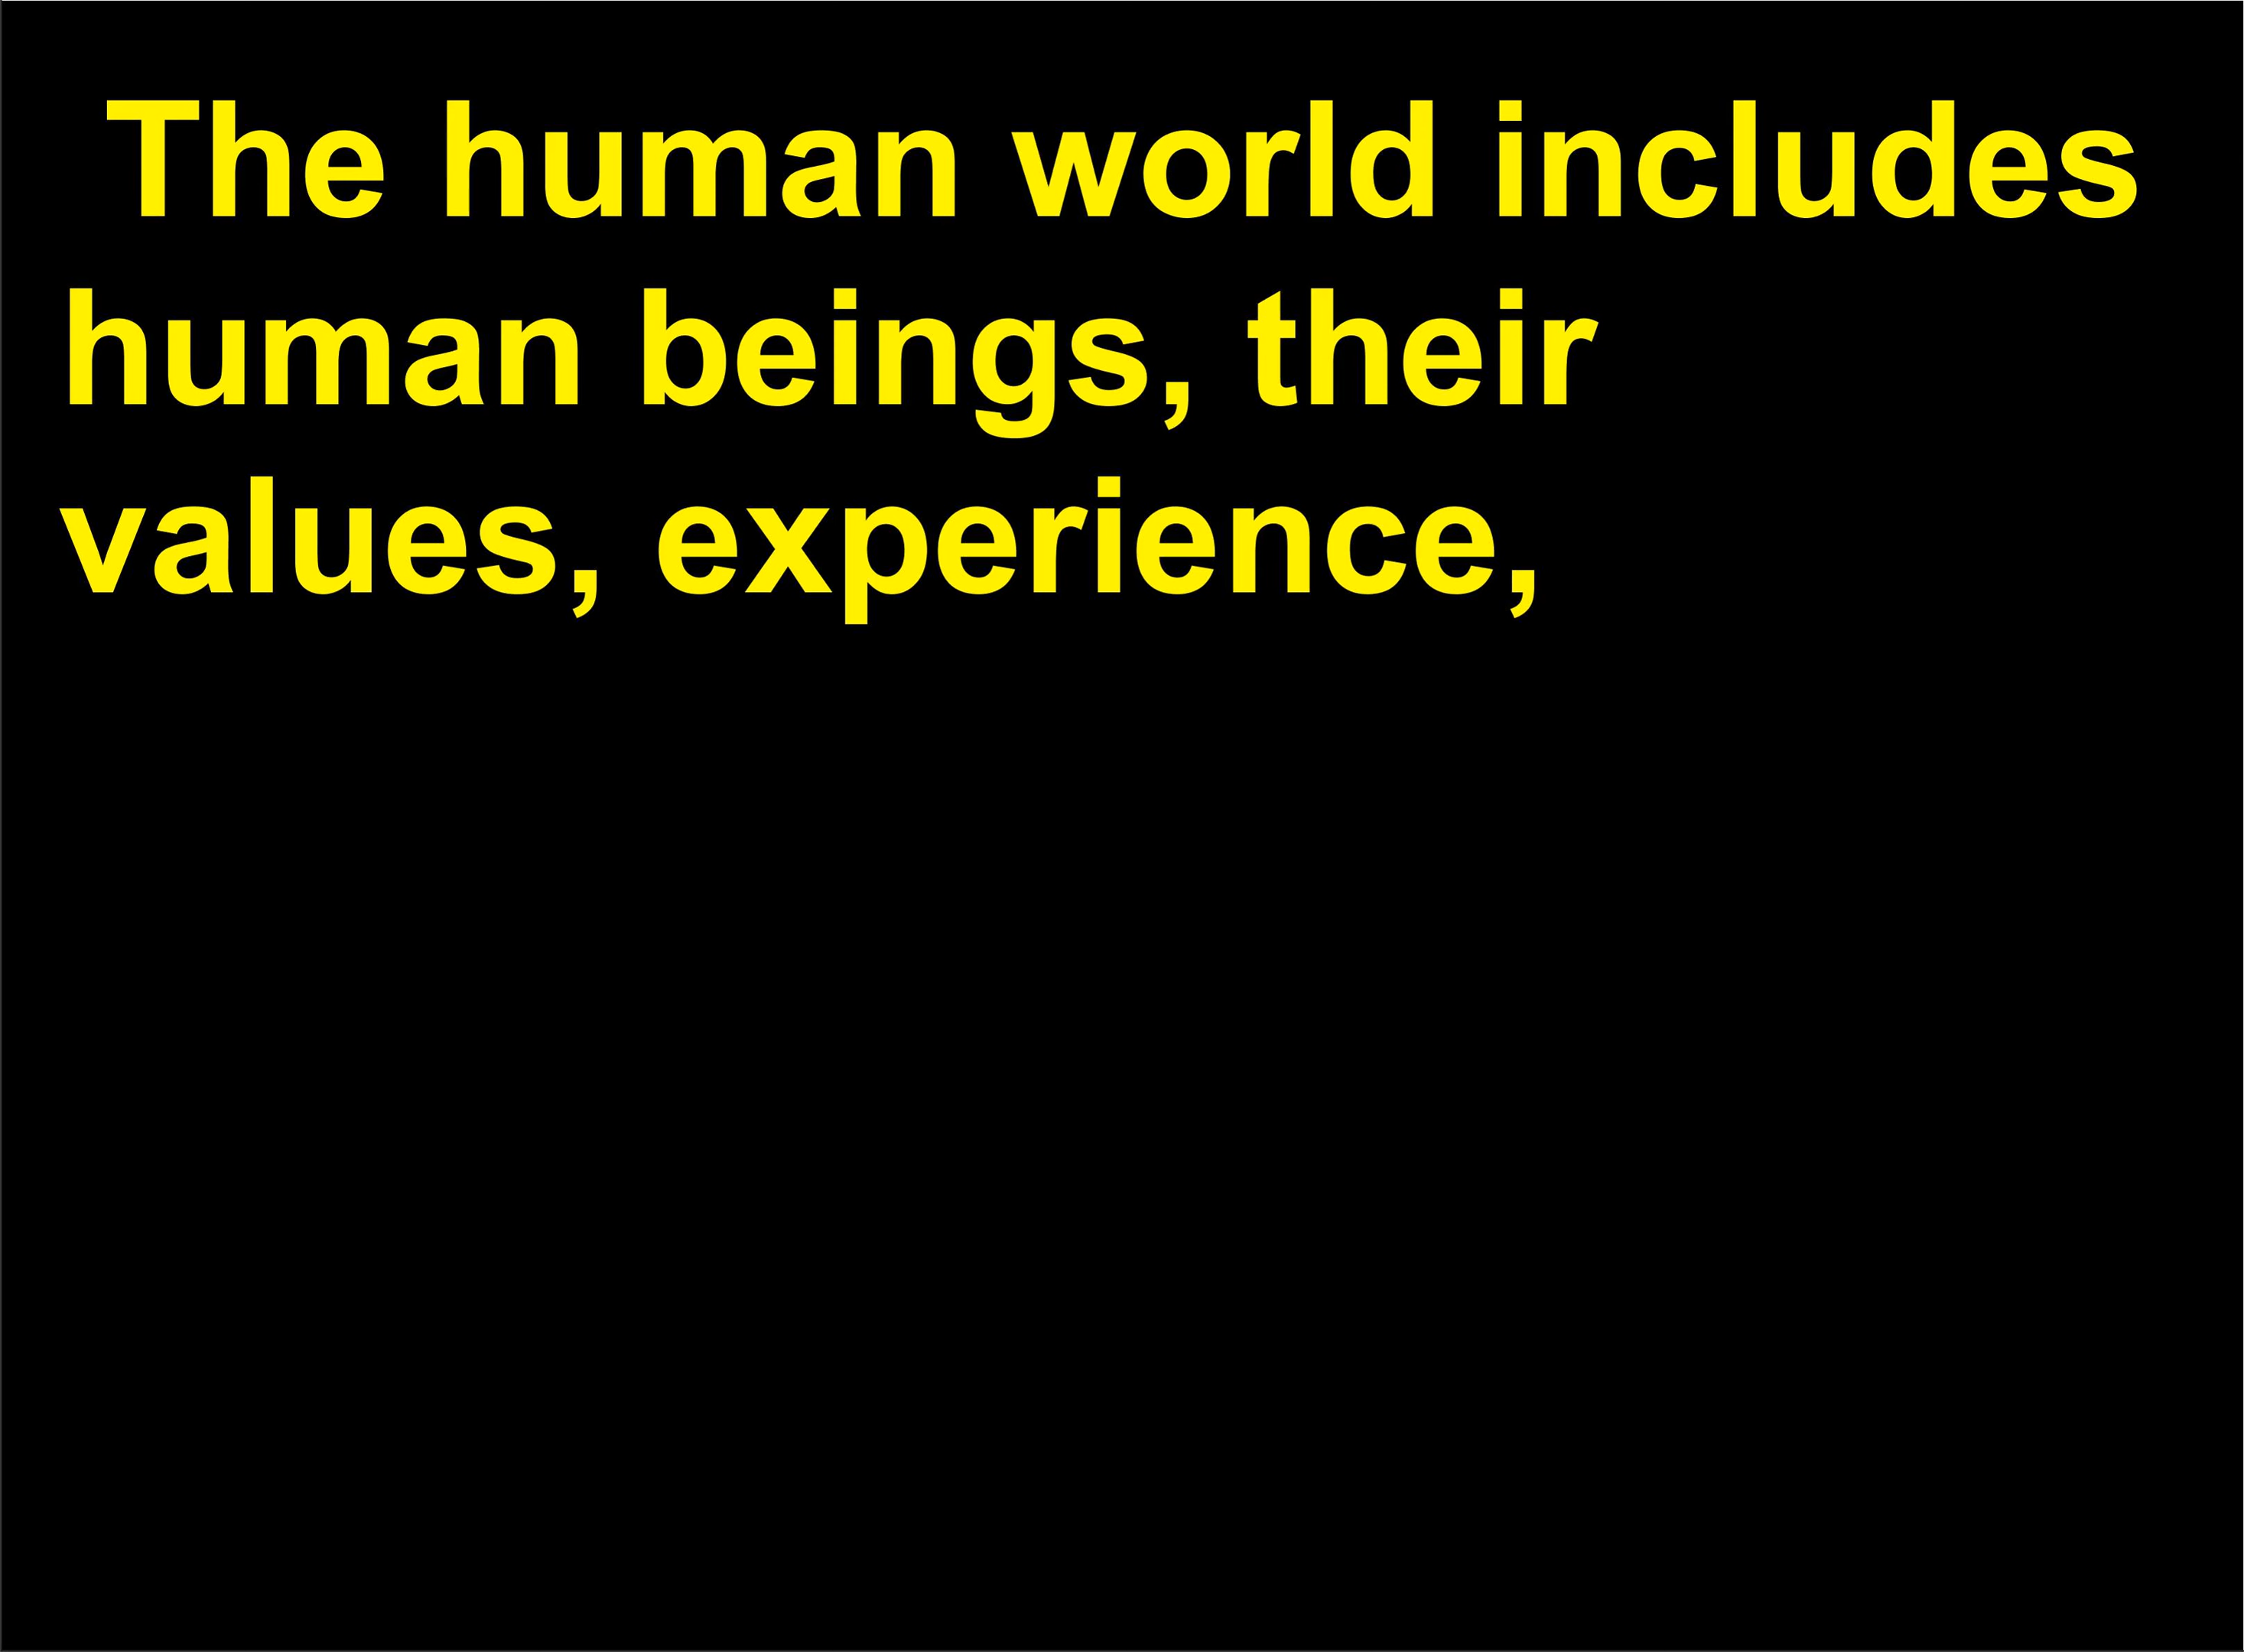 The human world includes
human beings, their
values, experience,